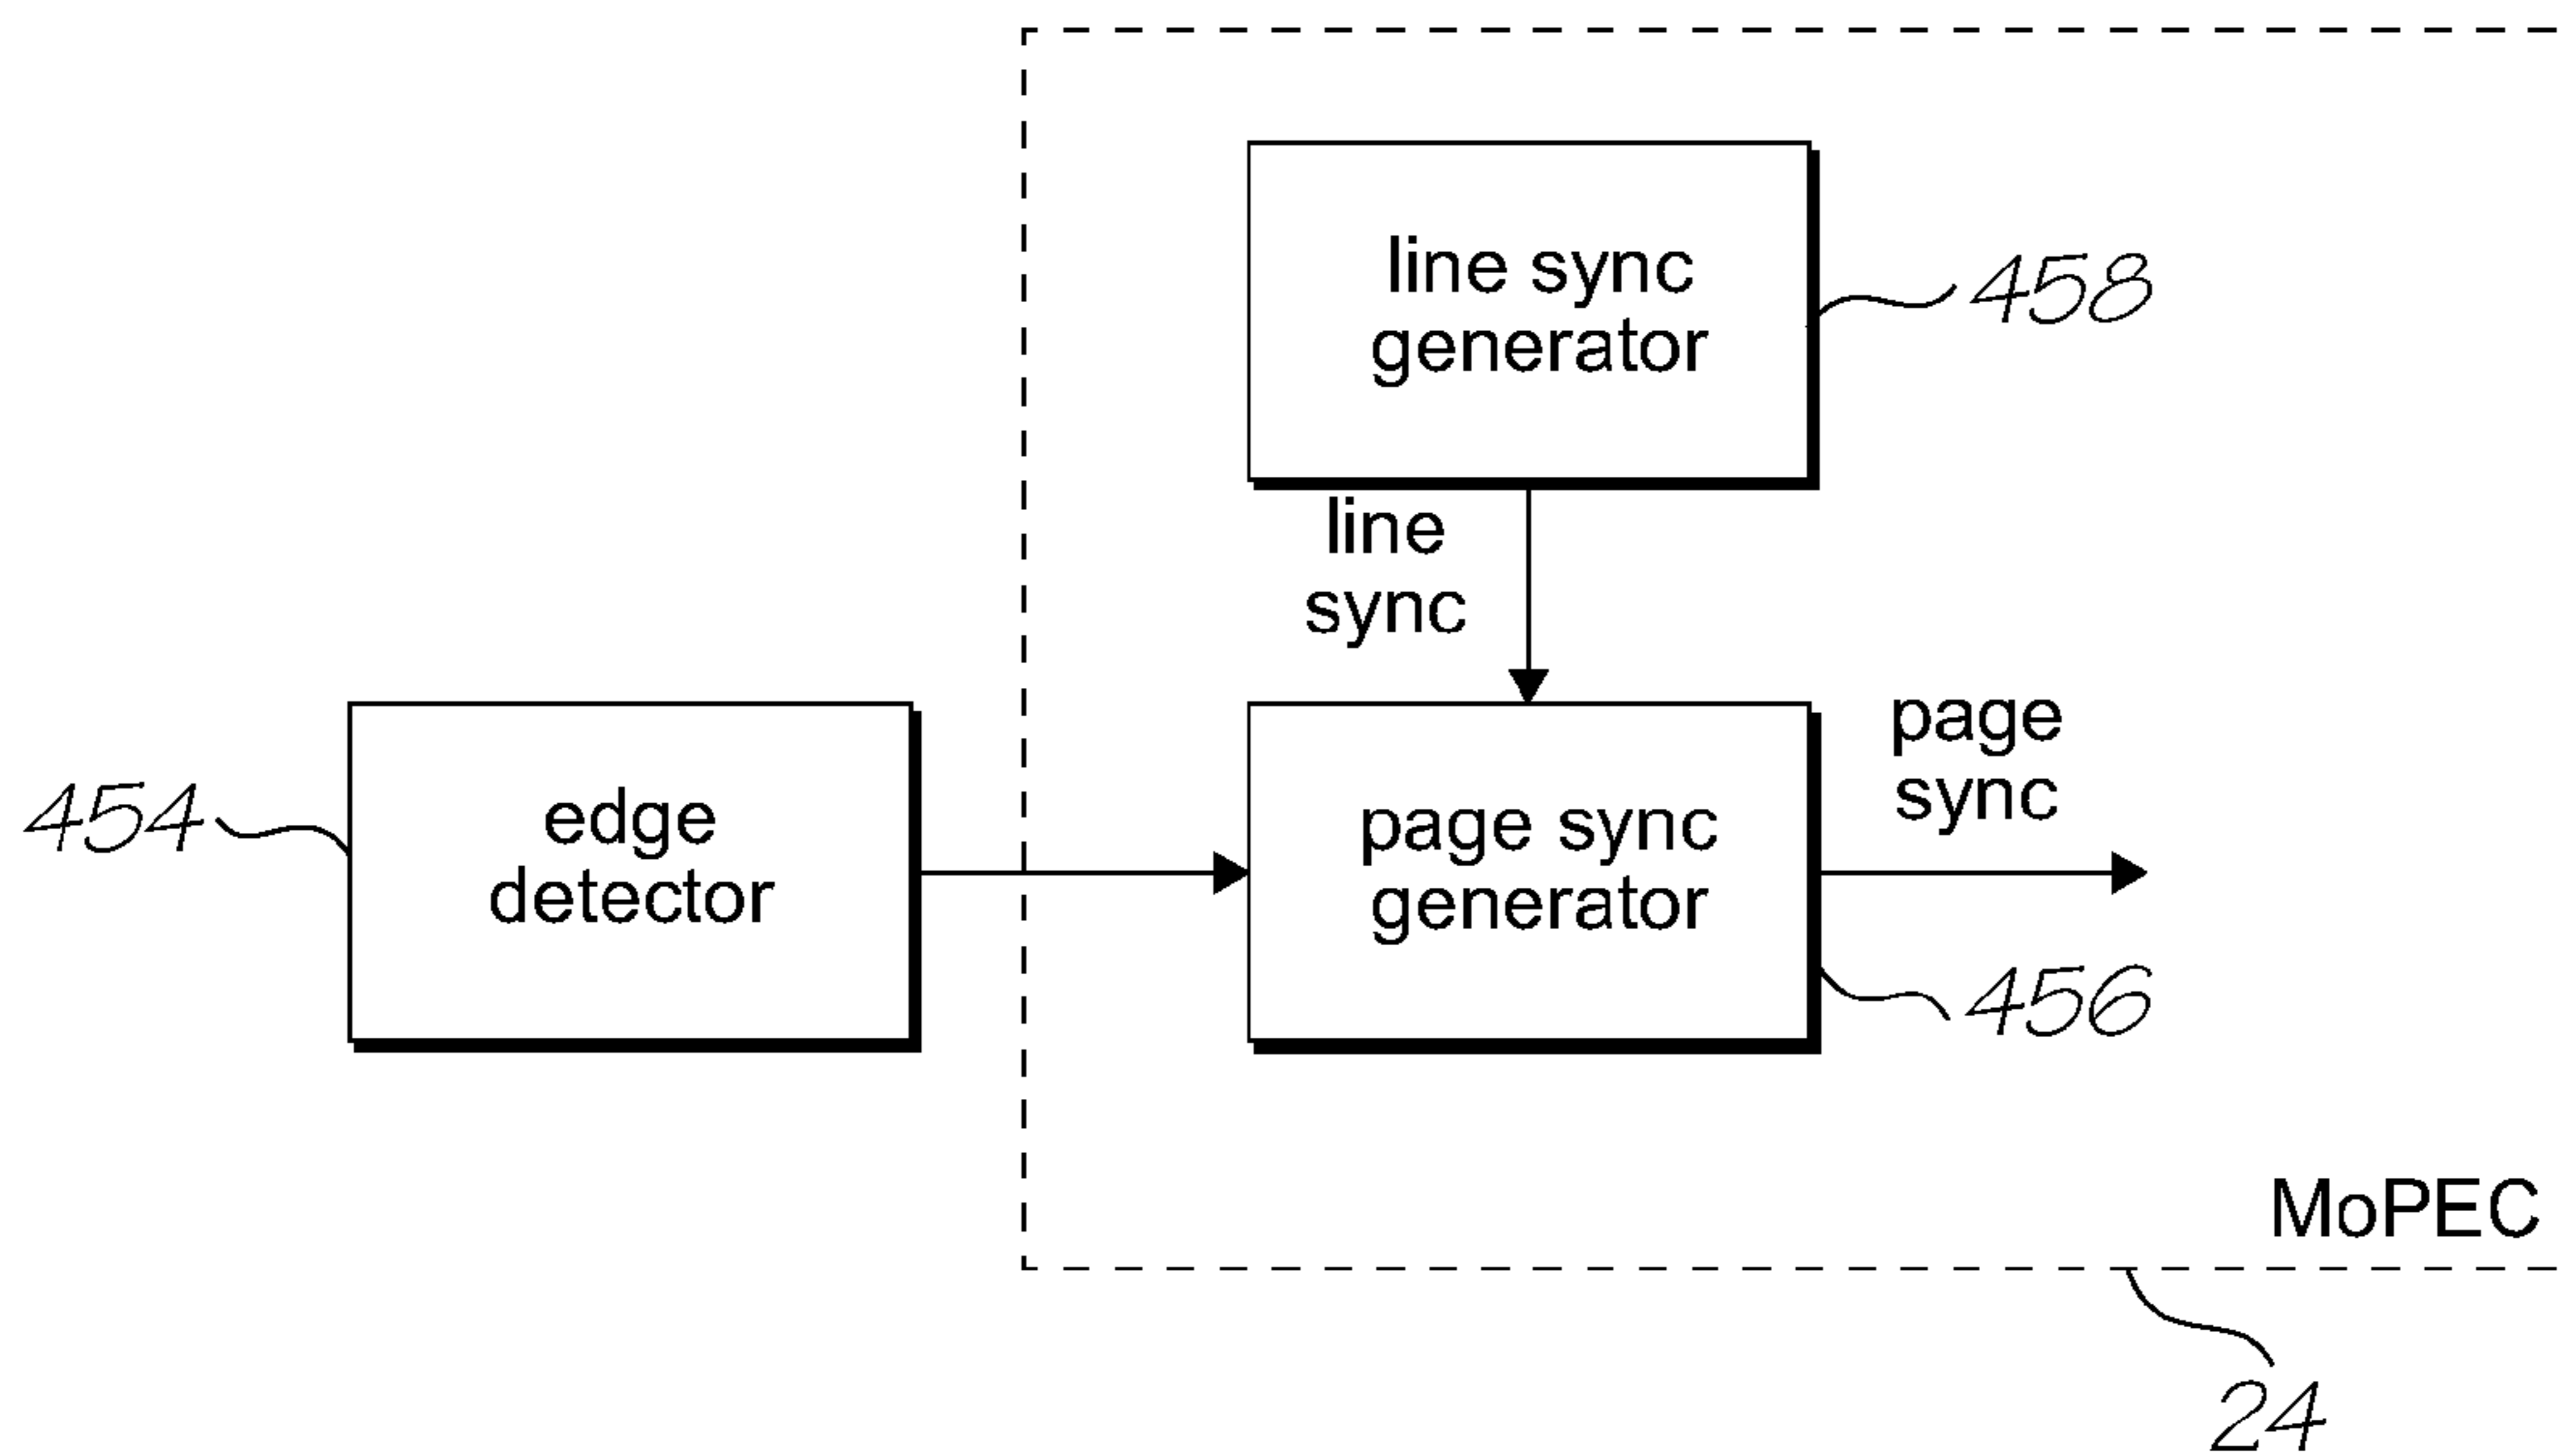 line sync
generator
458
line
sync
page
sync
454
edge
detector
page sync
generator
456
MoPEC
24